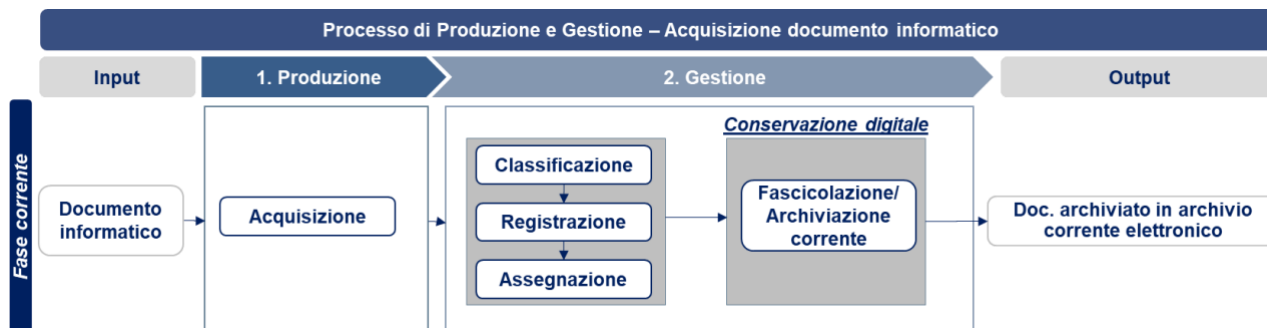 Processo di Produzione e Gestione – Acquisizione documento informatico
Input
1. Produzione
2. Gestione
Output
Fase corrente
Documento
informatico
Acquisizione
Classificazione
Registrazione
Assegnazione
Conservazione digitale
Fascicolazione/
Archiviazione
corrente
Doc. archiviato in archivio
corrente elettronico